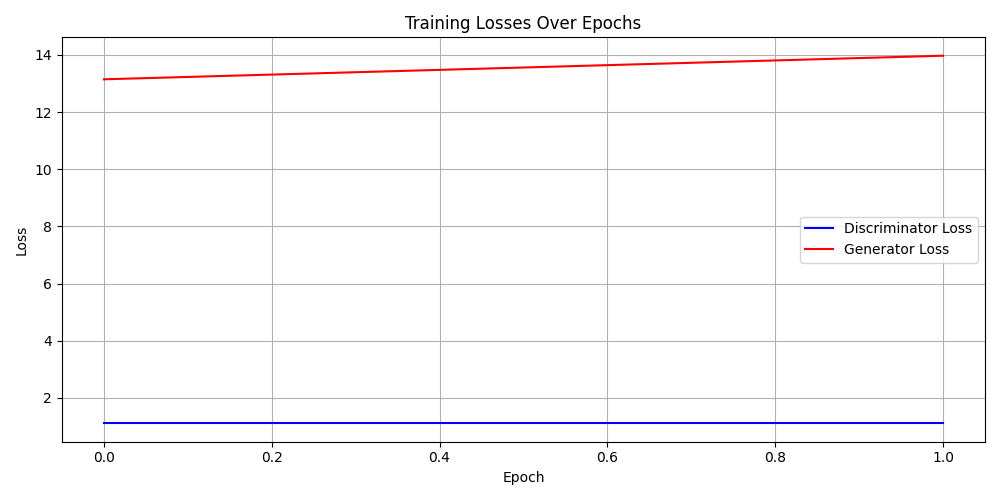 Training Losses Over Epochs
Loss
14
12
10
8
6
4
2
Discriminator Loss
Generator Loss
0.0 0.2 0.4 0.6 0.8 1.0
Epoch